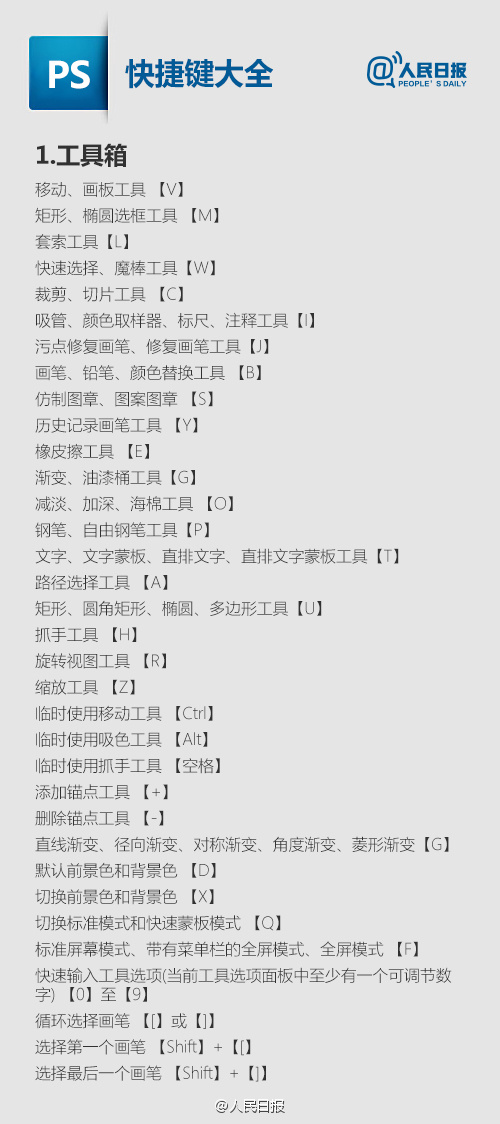 PS
快捷键大全
@人民日报
PEOPLE'S DAILY
1.工具箱
移动、画板工具 【V】
矩形、椭圆选框工具 【M】
套索工具【L】
快速选择、魔棒工具【W】
裁剪、切片工具 【C】
吸管、颜色取样器、标尺、注释工具【I】
污点修复画笔、修复画笔工具【J】
画笔、铅笔、颜色替换工具 【B】
仿制图章、图案图章 【S】
历史记录画笔工具 【Y】
橡皮擦工具 【E】
渐变、油漆桶工具【G】
减淡、加深、海棉工具 【O】
钢笔、自由钢笔工具【P】
文字、文字蒙板、直排文字、直排文字蒙板工具【T】
路径选择工具 【A】
矩形、圆角矩形、椭圆、多边形工具【U】
抓手工具 【H】
旋转视图工具 【R】
缩放工具 【Z】
临时使用移动工具 【Ctrl】
临时使用吸色工具 【Alt】
临时使用抓手工具 【空格】
添加锚点工具 【+】
删除锚点工具 【-】
直线渐变、径向渐变、对称渐变、角度渐变、菱形渐变【G】
默认前景色和背景色 【D】
切换前景色和背景色 【X】
切换标准模式和快速蒙板模式 【Q】
标准屏幕模式、带有菜单栏的全屏模式、全屏模式 【F】
快速输入工具选项(当前工具选项面板中至少有一个可调节数
字) 【0】至【9】
循环选择画笔 【[】或【]】
选择第一个画笔 【Shift】+【[】
选择最后一个画笔 【Shift】+【]】
@人民日报